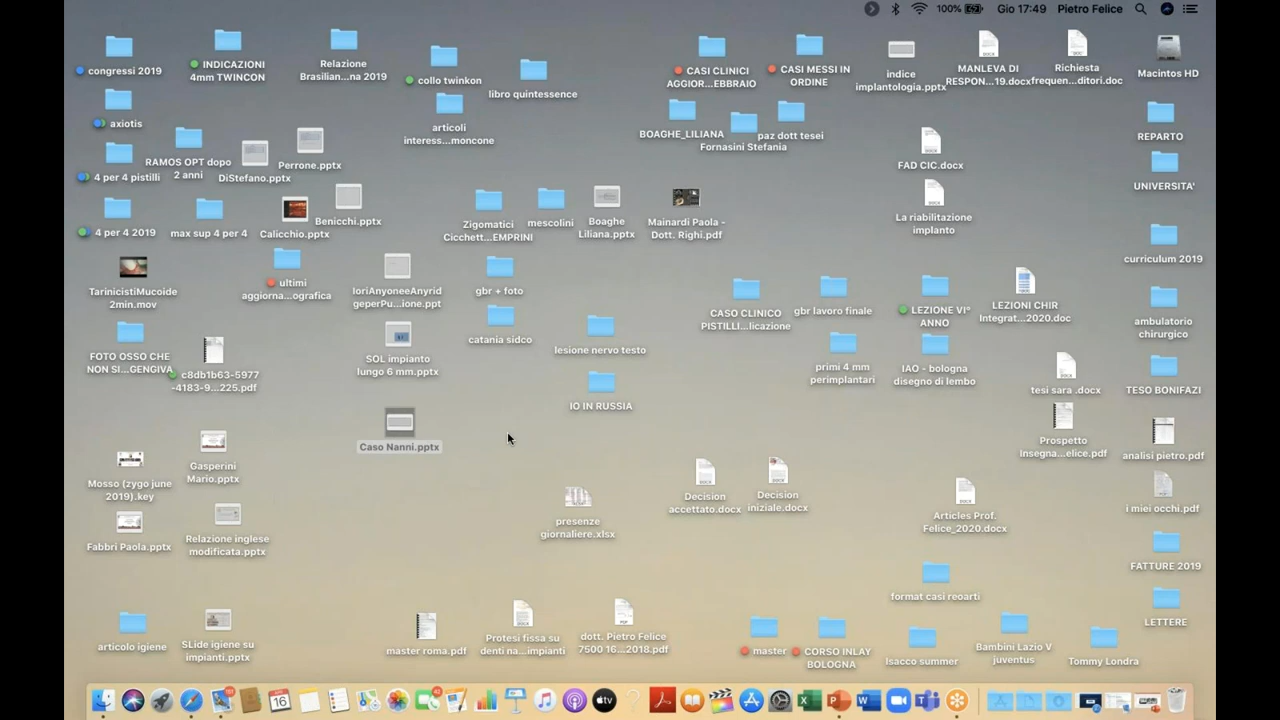 100%
Gio 17:49
Pietro Felice
congressi 2019
INDICAZIONI
4mm TWINCON
Relazione
Brasilian...na 2019
collo twinkon
libro quintessence
CASI CLINICI
AGGIOR...EBBRAIO
CASI MESSI IN
ORDINE
indice
implantologia.pptx
MANLEVA DI
RESPON...19.docx
Richiesta
frequen...ditori.doc
Macintos HD
axiotis
articoli
interess...moncone
BOAGHE_LILIANA
Fornasini Stefania
paz dott tesei
FAD CIC.docx
REPARTO
4 per 4 pistilli
RAMOS OPT dopo
2 anni
DiStefano.pptx
Perrone.pptx
UNIVERSITA'
4 per 4 2019
max sup 4 per 4
Calicchio.pptx
Benicchi.pptx
Zigomatici
Cicchett...EMPRINI
mescolini
Boaghe
Liliana.pptx
Mainardi Paola -
Dott. Righi.pdf
La riabilitazione
implanto
curriculum 2019
TarinicistiMucoide
2min.mov
ultimi
aggiorna...ografica
loriAnyoneeAnyrid
geperPu...ione.ppt
gbr + foto
CASO CLINICO
PISTILLI...licazione
gbr lavoro finale
LEZIONE VI°
ANNO
LEZIONI CHIR
Integrat...2020.doc
ambulatorio
chirurgico
FOTO OSSO CHE
NON SI...GENGIVA
c8db1b63-5977
-4183-9...225.pdf
SOL impianto
lungo 6 mm.pptx
catania sidco
lesione nervo testo
primi 4 mm
perimplantari
IAO - bologna
disegno di lembo
tesi sara .docx
TESO BONIFAZI
IO IN RUSSIA
Caso Nanni.pptx
Prospetto
Insegna...elice.pdf
analisi pietro.pdf
Mosso (zygo june
2019).key
Gasperini
Mario.pptx
presenze
giornaliere.xlsx
Decision
accettato.docx
Decision
iniziale.docx
Articles Prof.
Felice_2020.docx
i miei occhi.pdf
Fabbri Paola.pptx
Relazione inglese
modificata.pptx
FATTURE 2019
format casi reoarti
LETTERE
articolo igiene
SLide igiene su
impianti.pptx
master roma.pdf
Protesi fissa su
denti na...impianti
dott. Pietro Felice
7500 16...2018.pdf
master
CORSO INLAY
BOLOGNA
Isacco summer
Bambini Lazio V
juventus
Tommy Londra
16
tv